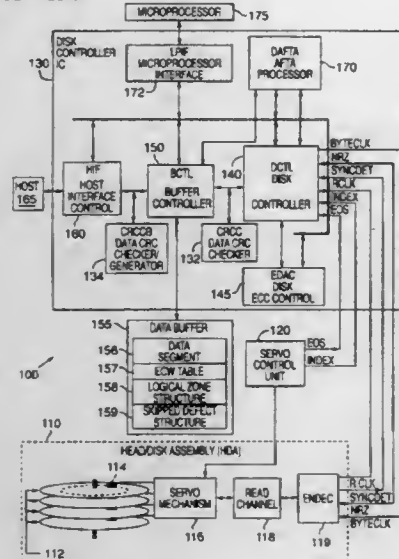 MICROPROCESSOR
175
130
DISK
CONTROLLER
IC
LPIF
MICROPROCESSOR
INTERFACE
172
DAFTA
AFTA
PROCESSOR
170
150
140
BYTECLK
NRZ
SYNCDET
RCLK
INDEX
EOS
HOST
165
HIF
HOST
INTERFACE
CONTROL
160
BCTL
BUFFER
CONTROLLER
DCTL
DISK
CONTROLLER
CRCCB
DATA CRC
CHECKER/
GENERATOR
134
CRCC
DATA CRC
CHECKER
132
EDAC
DISK
ECC CONTROL
145
155
DATA BUFFER
156
DATA
SEGMENT
157
ECW TABLE
158
LOGICAL ZONE
STRUCTURE
159
SKIPPED DEFECT
STRUCTURE
120
SERVO
CONTROL
UNIT
EOS
INDEX
100
110
HEAD/DISK ASSEMBLY (HDA)
114
112
SERVO
MECHANISM
116
READ
CHANNEL
118
ENDEC
119
R CLK
SYNCDET
NRZ
BYTECLK